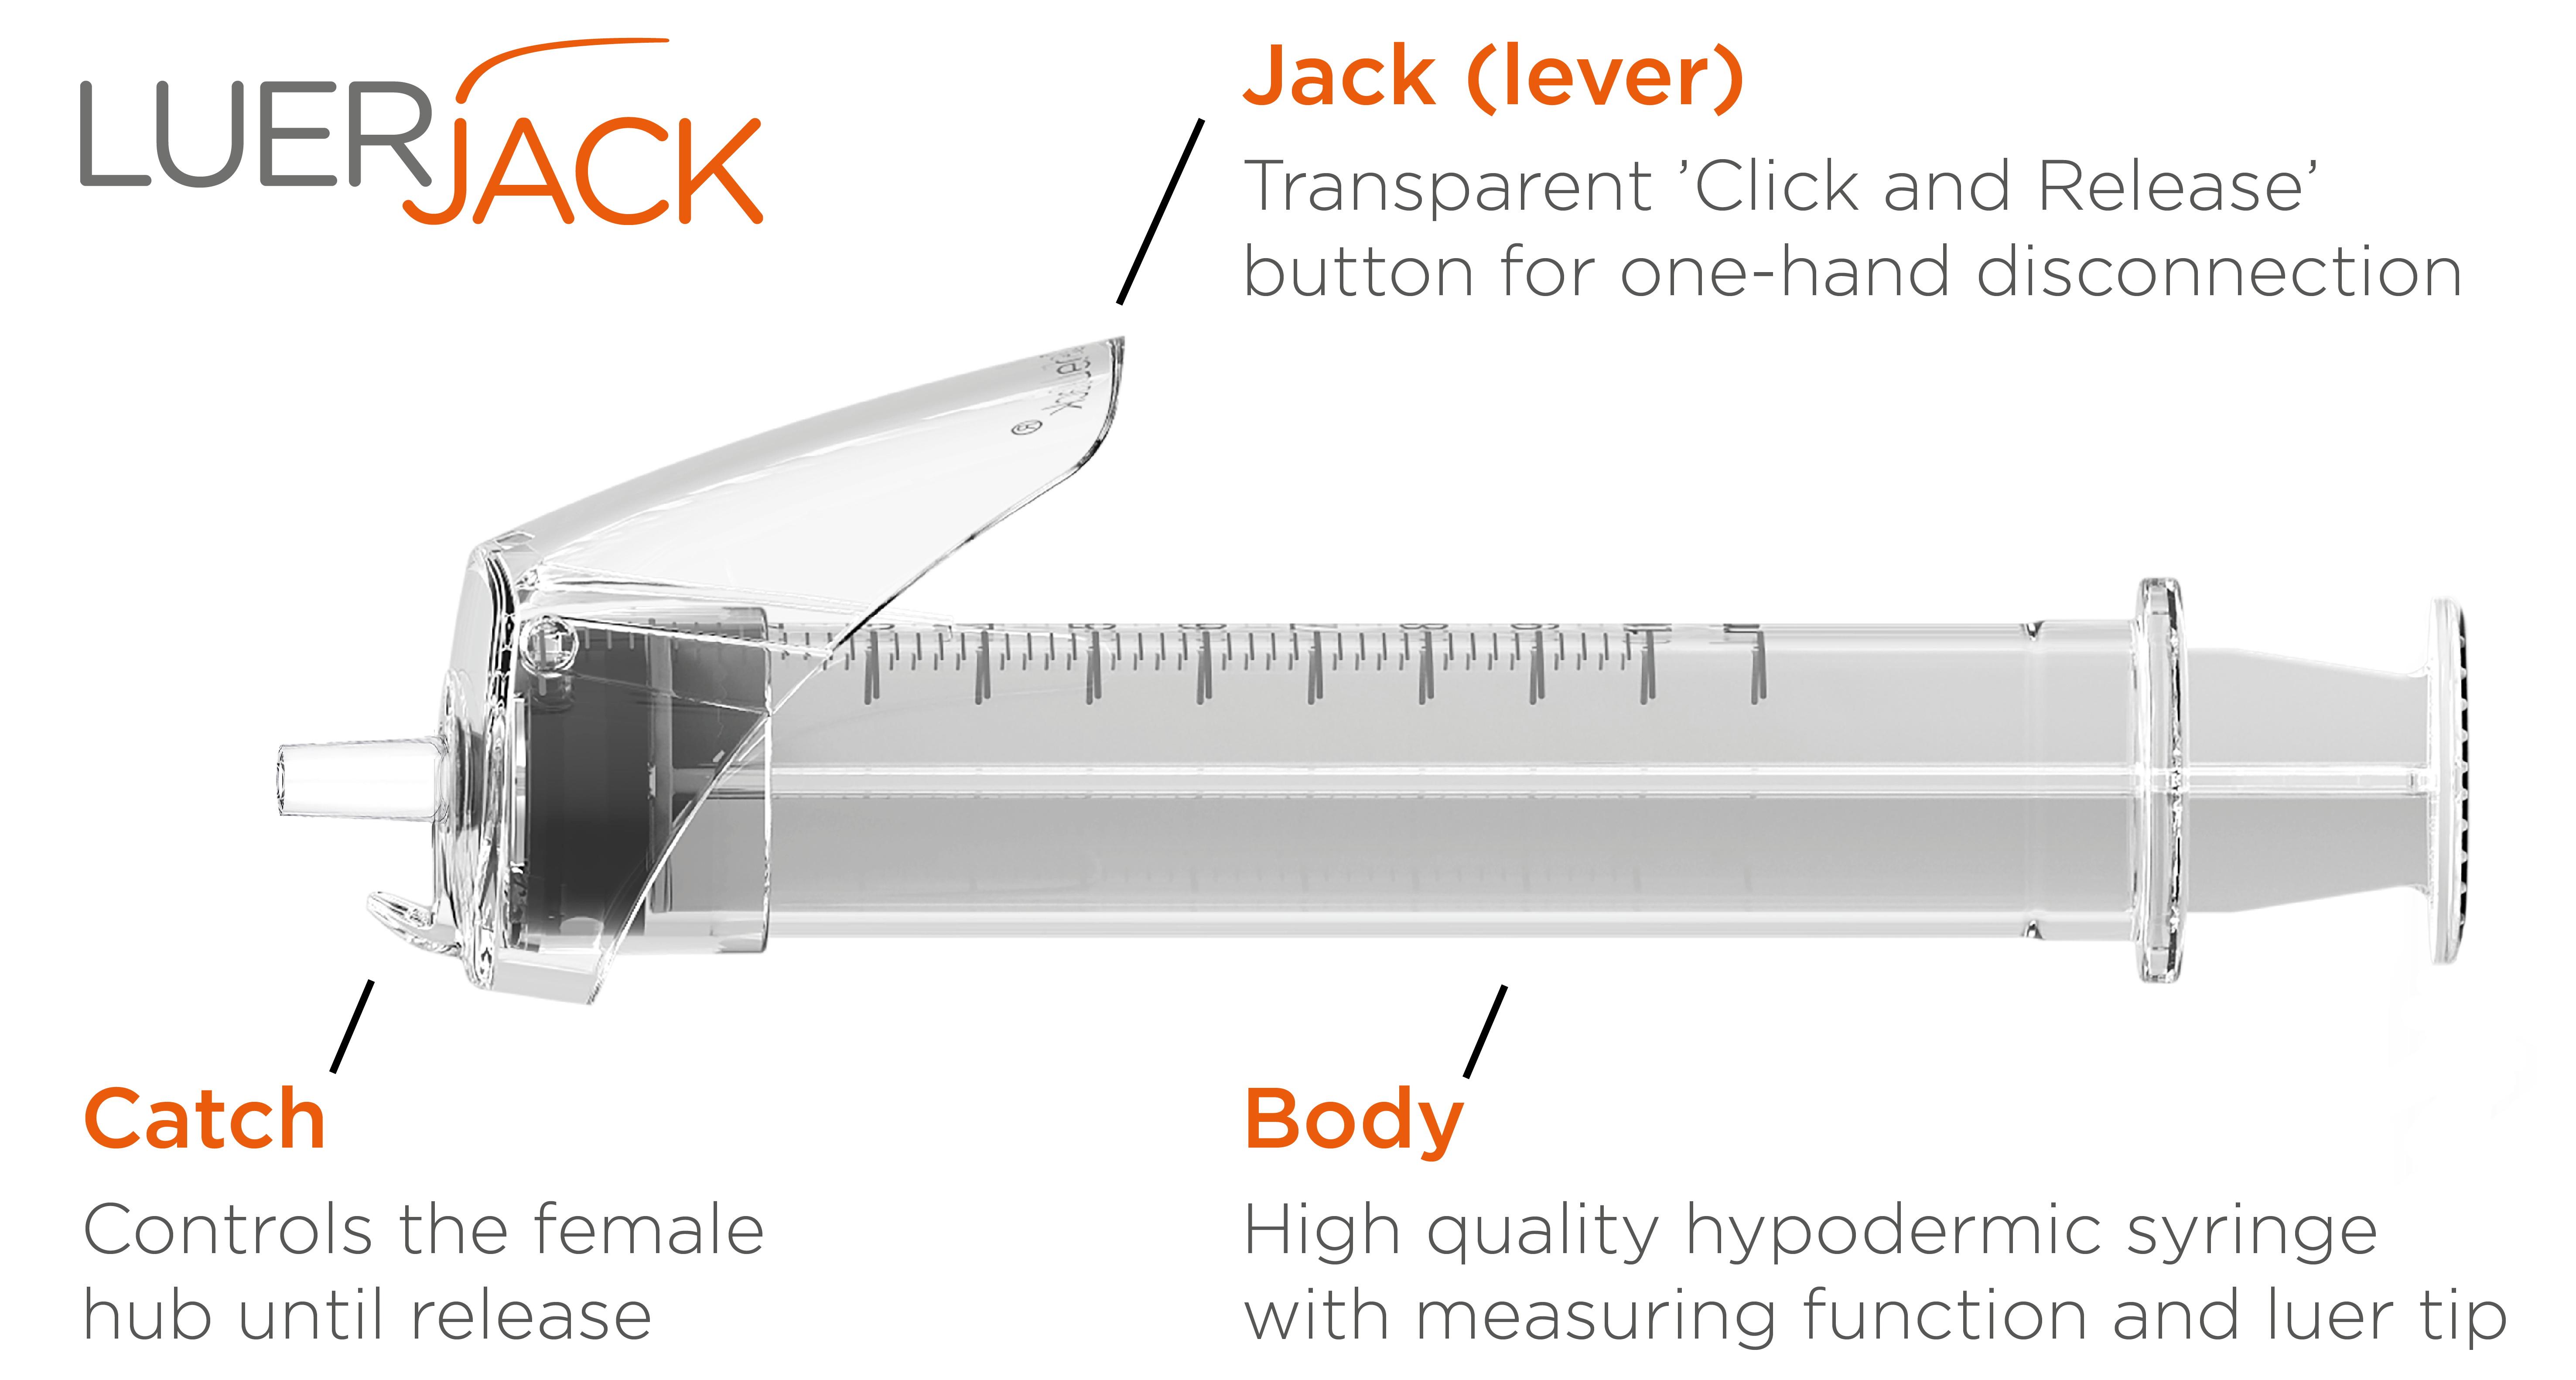 LUERJACK
Jack (lever)
Transparent ’Click and Release’
button for one-hand disconnection
®
Catch
Controls the female
hub until release
Body
High quality hypodermic syringe
with measuring function and luer tip